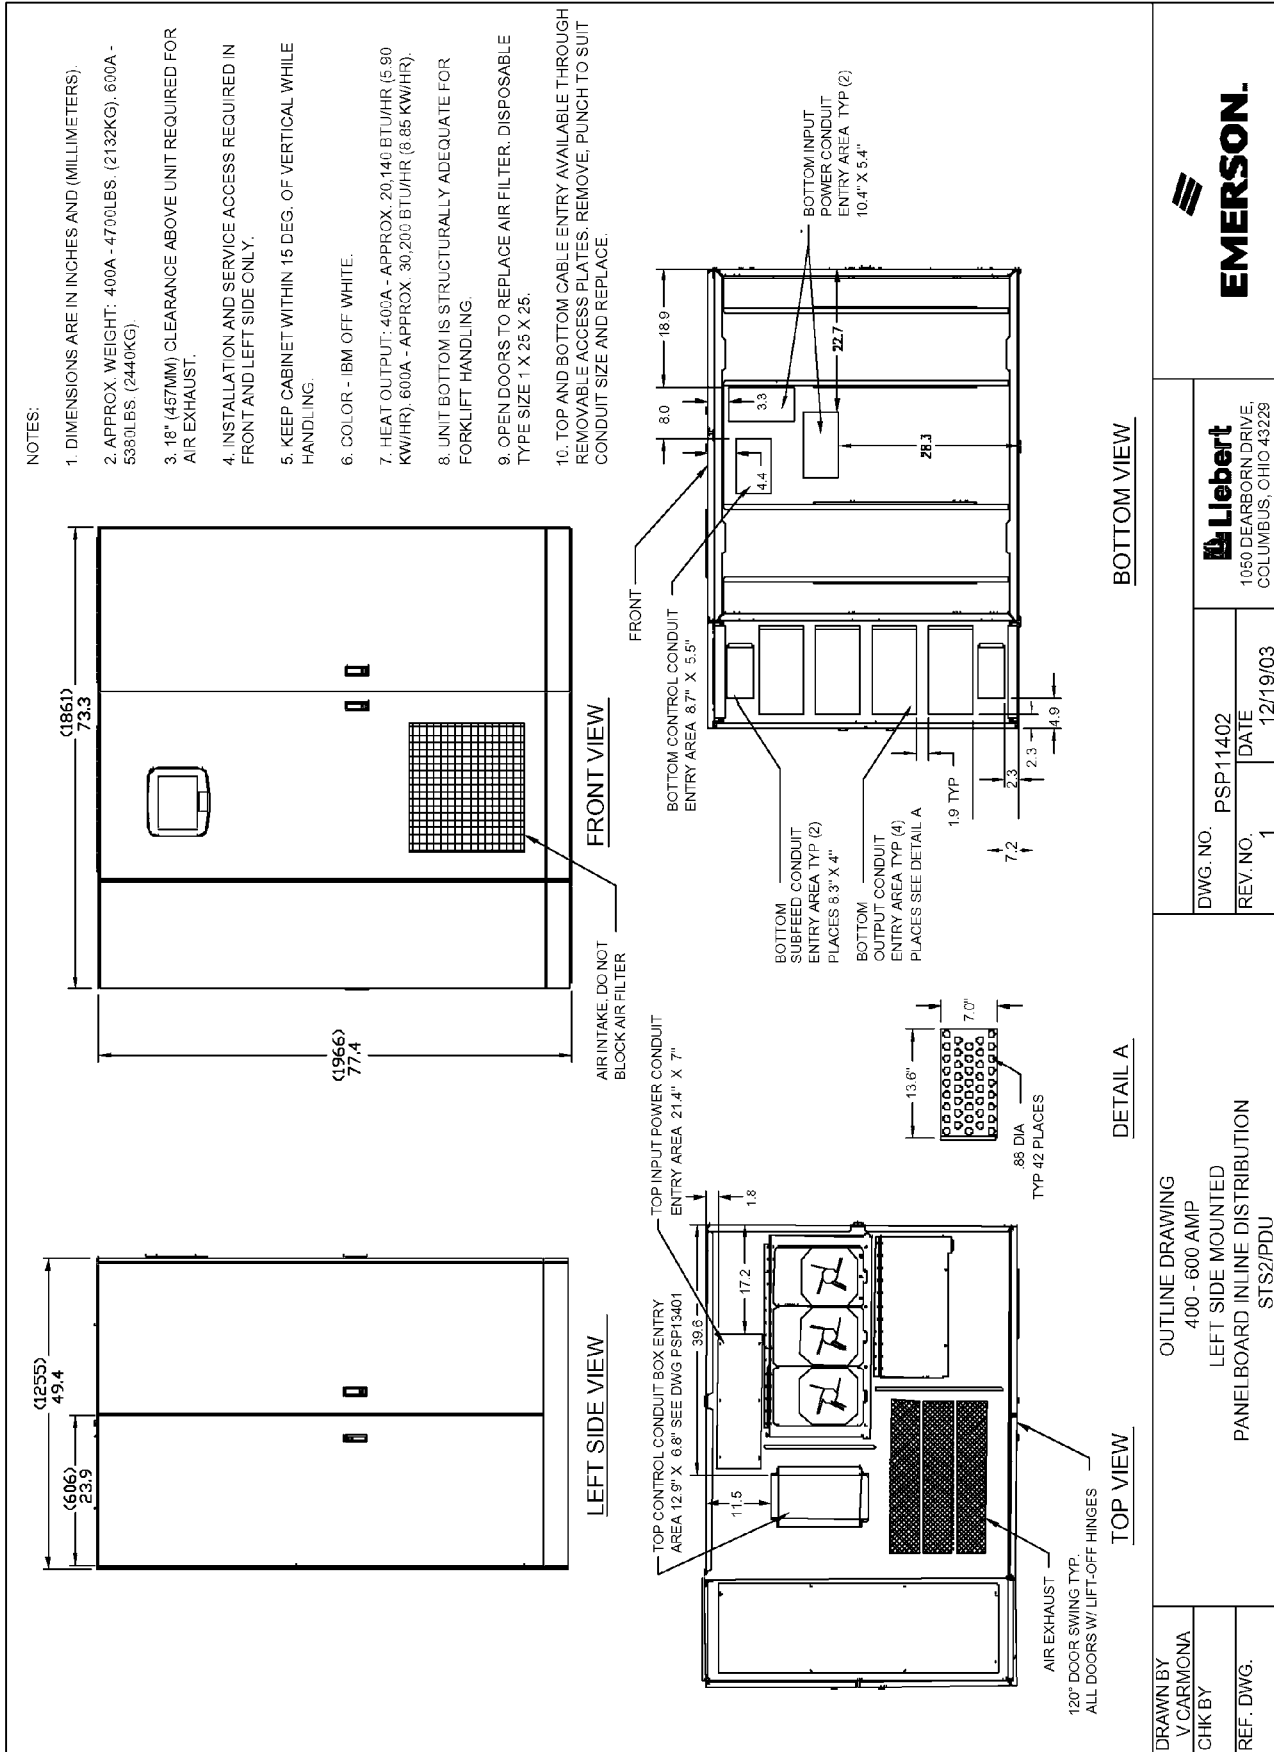 NOTES:
1. DIMENSIONS ARE IN INCHES AND (MILLIMETERS).
2. APPROX. WEIGHT: 400A - 4700LBS. (2132KG). 600A -
5380LBS. (2440KG).
3. 18" (457MM) CLEARANCE ABOVE UNIT REQUIRED FOR
AIR EXHAUST.
4. INSTALLATION AND SERVICE ACCESS REQUIRED IN
FRONT AND LEFT SIDE ONLY.
5. KEEP CABINET WITHIN 15 DEG. OF VERTICAL WHILE
HANDLING.
6. COLOR - IBM OFF WHITE.
7. HEAT OUTPUT: 400A - APPROX. 20,140 BTU/HR (5.90
KW/HR). 600A - APPROX. 30,200 BTU/HR (8.85 KW/HR).
8. UNIT BOTTOM IS STRUCTURALLY ADEQUATE FOR
FORKLIFT HANDLING.
9. OPEN DOORS TO REPLACE AIR FILTER. DISPOSABLE
TYPE SIZE 1 X 25 X 25.
10. TOP AND BOTTOM CABLE ENTRY AVAILABLE THROUGH
REMOVABLE ACCESS PLATES. REMOVE, PUNCH TO SUIT
CONDUIT SIZE AND REPLACE.
(1255)
49.4
(606)
23.9
LEFT SIDE VIEW
(1861)
73.3
(1966)
77.4
AIR INTAKE, DO NOT
BLOCK AIR FILTER
FRONT VIEW
TOP CONTROL CONDUIT BOX ENTRY
AREA 12.9" X 6.8" SEE DWG PSP13401
TOP INPUT POWER CONDUIT
ENTRY AREA 21.4" X 7"
39.6
17.2
1.8
11.5
AIR EXHAUST
120° DOOR SWING TYP.
ALL DOORS W/ LIFT-OFF HINGES
TOP VIEW
13.6"
7.0"
.88 DIA
TYP 42 PLACES
DETAIL A
FRONT
BOTTOM CONTROL CONDUIT
ENTRY AREA 8.7" X 5.5"
8.0
18.9
4.4
3.3
22.7
28.3
BOTTOM INPUT
POWER CONDUIT
ENTRY AREA TYP (2)
10.4" X 5.4"
BOTTOM
SUBFEED CONDUIT
ENTRY AREA TYP (2)
PLACES 8.3" X 4"
BOTTOM
OUTPUT CONDUIT
ENTRY AREA TYP (4)
PLACES SEE DETAIL A
1.9 TYP
7.2
2.3
2.3
4.9
BOTTOM VIEW
DRAWN BY
V CARMONA
CHK BY
REF. DWG.
OUTLINE DRAWING
400 - 600 AMP
LEFT SIDE MOUNTED
PANELBOARD INLINE DISTRIBUTION
STS2/PDU
DWG. NO.
PSP11402
REV. NO.
1
DATE
12/19/03
Liebert
1050 DEARBORN DRIVE,
COLUMBUS, OHIO 43229
EMERSON™